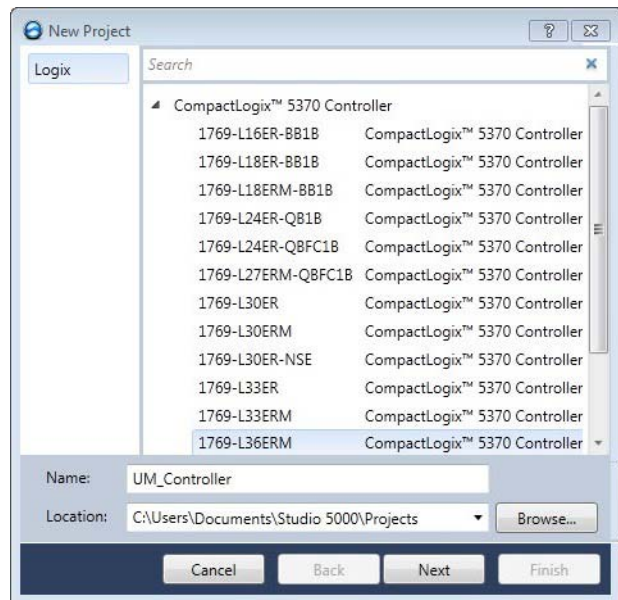 New Project
Logix
Search
CompactLogix™ 5370 Controller
1769-L16ER-BB1B CompactLogix™ 5370 Controller
1769-L18ER-BB1B CompactLogix™ 5370 Controller
1769-L18ERM-BB1B CompactLogix™ 5370 Controller
1769-L24ER-QB1B CompactLogix™ 5370 Controller
1769-L24ER-QBFC1B CompactLogix™ 5370 Controller
1769-L27ERM-QBFC1B CompactLogix™ 5370 Controller
1769-L30ER CompactLogix™ 5370 Controller
1769-L30ERM CompactLogix™ 5370 Controller
1769-L30ER-NSE CompactLogix™ 5370 Controller
1769-L33ER CompactLogix™ 5370 Controller
1769-L33ERM CompactLogix™ 5370 Controller
1769-L36ERM CompactLogix™ 5370 Controller
Name: UM_Controller
Location: C:\Users\Documents\Studio 5000\Projects Browse...
Cancel Back Next Finish